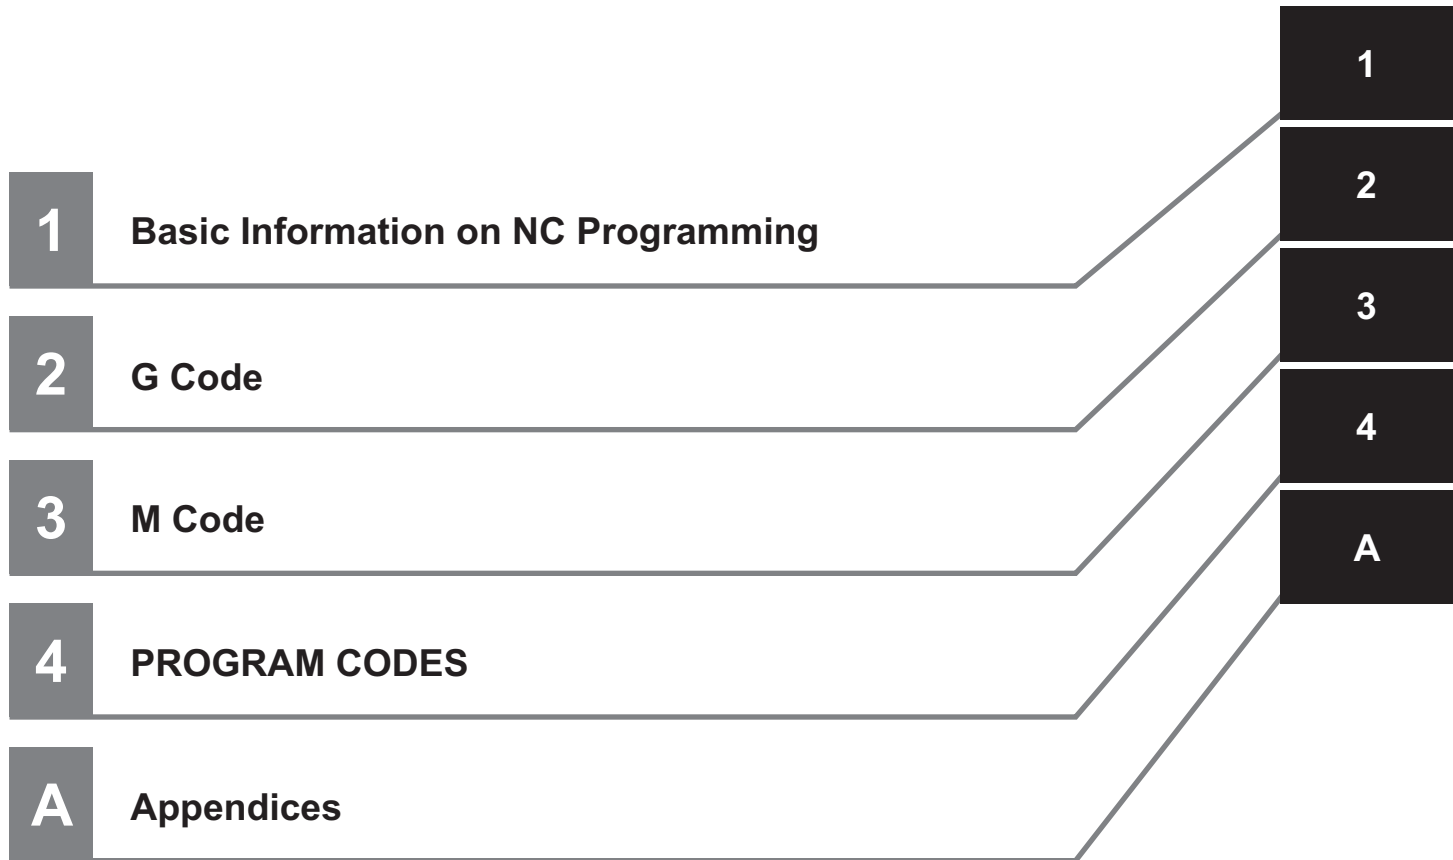 1
2
1 Basic Information on NC Programming
3
2 G Code
4
3 M Code
A
4 PROGRAM CODES
A Appendices